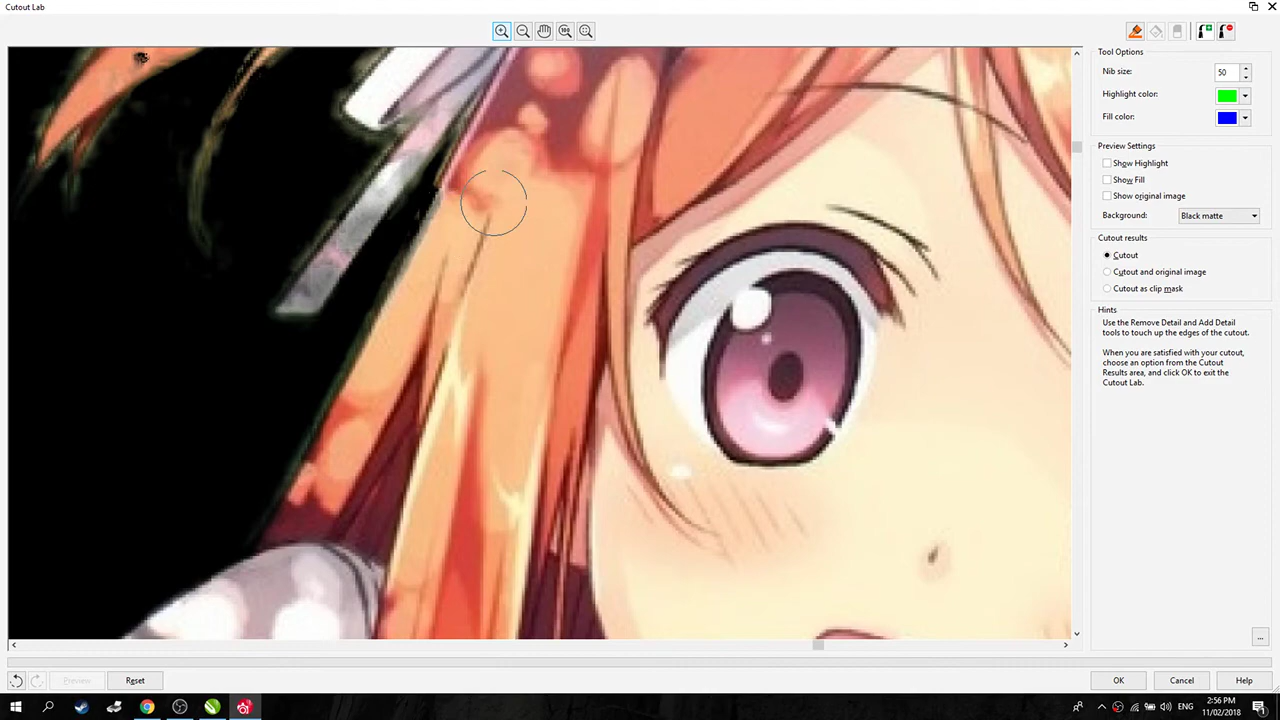 Cutout Lab
100
Tool Options
Nib size:
50
Highlight color:
Fill color:
Preview Settings
Show Highlight
Show Fill
Show original image
Background:
Black matte
Cutout results
Cutout
Cutout and original image
Cutout as clip mask
Hints
Use the Remove Detail and Add Detail
tools to touch up the edges of the cutout.
When you are satisfied with your cutout,
choose an option from the Cutout
Results area, and click OK to exit the
Cutout Lab.
...
Preview
Reset
OK
Cancel
Help
ENG
2:56 PM
11/02/2018